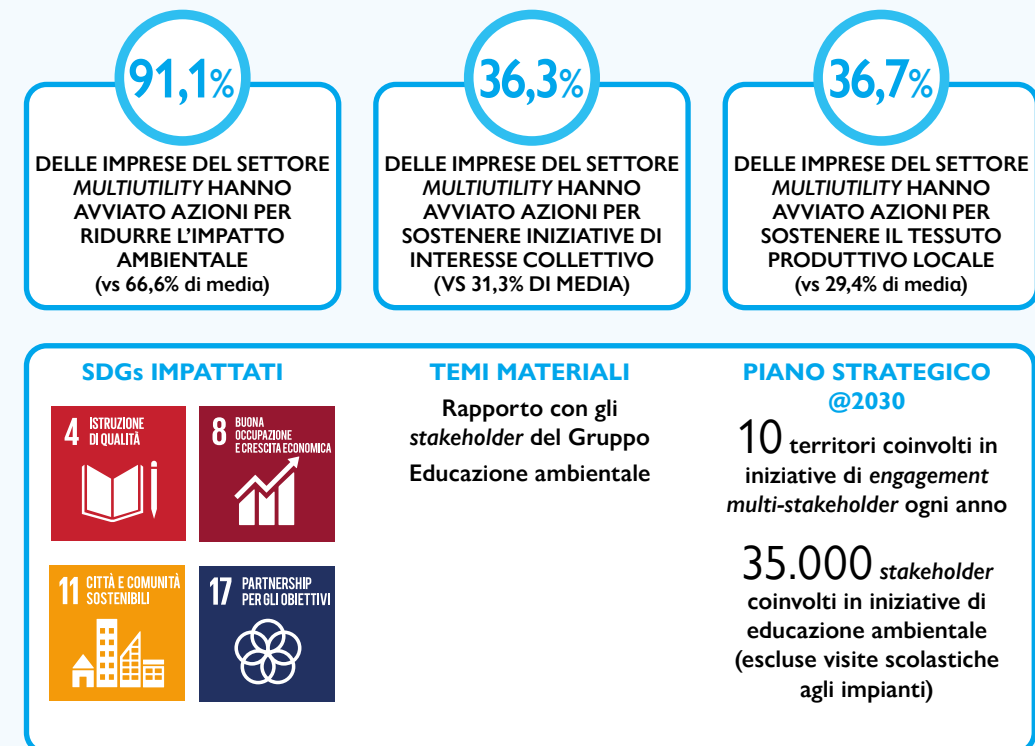 91,1%
DELLE IMPRESE DEL SETTORE
MULTIUTILITY HANNO
AVVIATO AZIONI PER
RIDURRE L'IMPATTO
AMBIENTALE
(vs 66,6% di media)
36,3%
DELLE IMPRESE DEL SETTORE
MULTIUTILITY HANNO
AVVIATO AZIONI PER
SOSTENERE INIZIATIVE DI
INTERESSE COLLETTIVO
(VS 31,3% DI MEDIA)
36,7%
DELLE IMPRESE DEL SETTORE
MULTIUTILITY HANNO
AVVIATO AZIONI PER
SOSTENERE IL TESSUTO
PRODUTTIVO LOCALE
(vs 29,4% di media)
SDGs IMPATTATI
4 ISTRUZIONE
DI QUALITÀ
8 BUONA
OCCUPAZIONE
E CRESCITA ECONOMICA
11 CITTÀ E COMUNITÀ
SOSTENIBILI
17 PARTNERSHIP
PER GLI OBIETTIVI
TEMI MATERIALI
Rapporto con gli
stakeholder del Gruppo
Educazione ambientale
PIANO STRATEGICO
@2030
10 territori coinvolti in
iniziative di engagement
multi-stakeholder ogni anno
35.000 stakeholder
coinvolti in iniziative di
educazione ambientale
(escluse visite scolastiche
agli impianti)